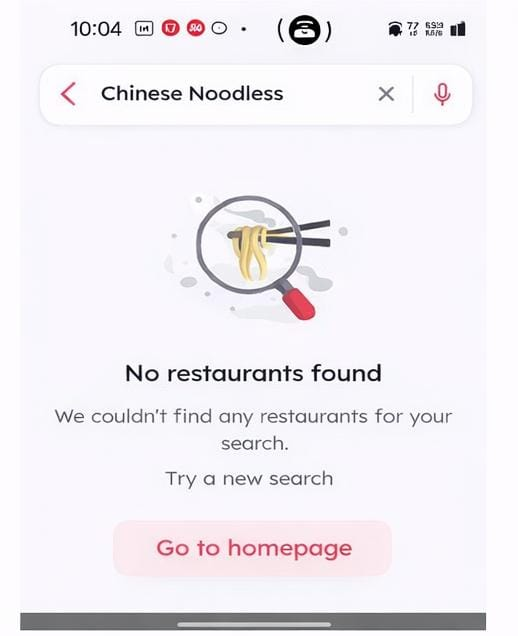 10:04
Chinese Noodless
No restaurants found
We couldn't find any restaurants for your
search.
Try a new search
Go to homepage